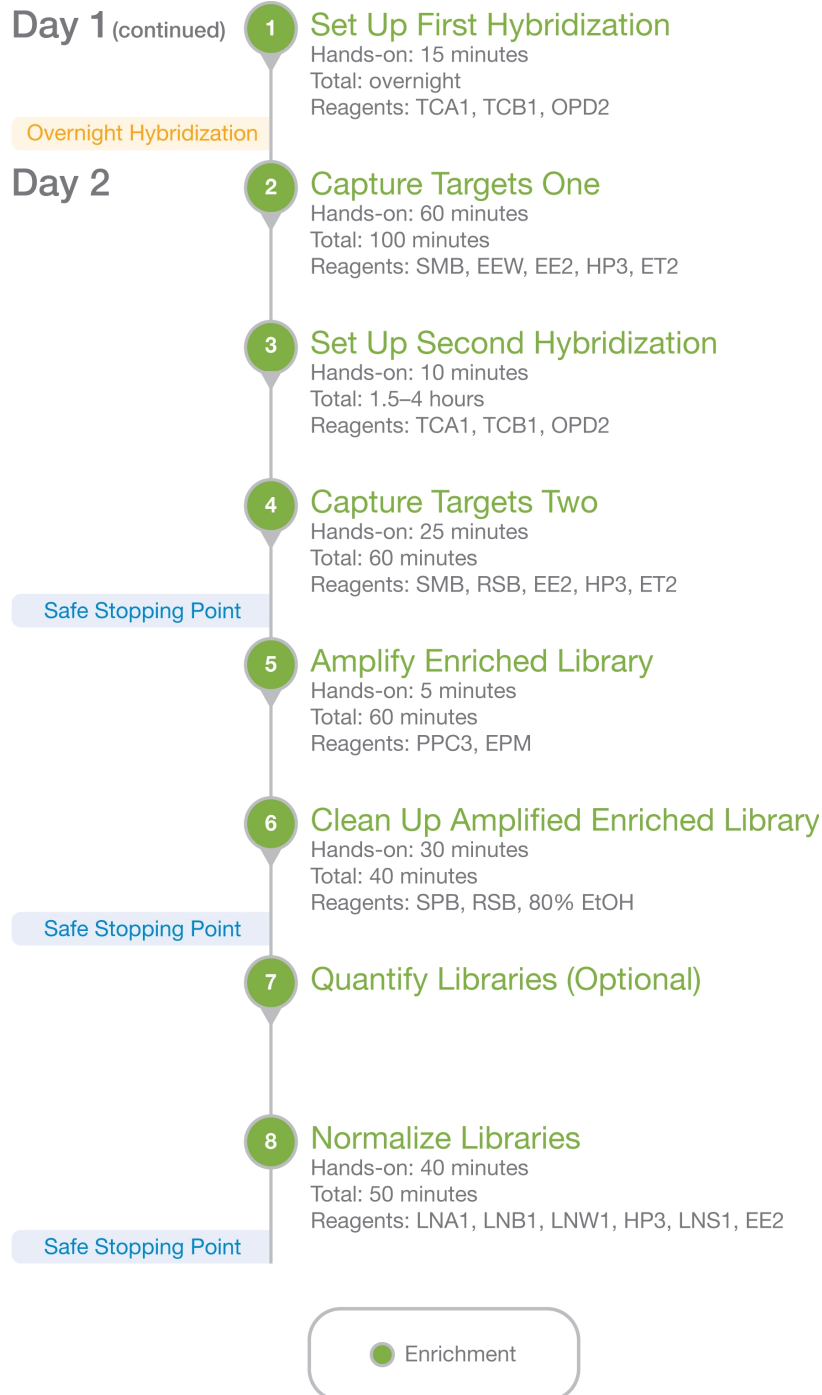 Day 1 (continued)
1
Set Up First Hybridization
Hands-on: 15 minutes
Total: overnight
Reagents: TCA1, TCB1, OPD2
Overnight Hybridization
Day 2
2
Capture Targets One
Hands-on: 60 minutes
Total: 100 minutes
Reagents: SMB, EEW, EE2, HP3, ET2
3
Set Up Second Hybridization
Hands-on: 10 minutes
Total: 1.5–4 hours
Reagents: TCA1, TCB1, OPD2
4
Capture Targets Two
Hands-on: 25 minutes
Total: 60 minutes
Reagents: SMB, RSB, EE2, HP3, ET2
Safe Stopping Point
5
Amplify Enriched Library
Hands-on: 5 minutes
Total: 60 minutes
Reagents: PPC3, EPM
6
Clean Up Amplified Enriched Library
Hands-on: 30 minutes
Total: 40 minutes
Reagents: SPB, RSB, 80% EtOH
Safe Stopping Point
7
Quantify Libraries (Optional)
8
Normalize Libraries
Hands-on: 40 minutes
Total: 50 minutes
Reagents: LNA1, LNB1, LNW1, HP3, LNS1, EE2
Safe Stopping Point
Enrichment